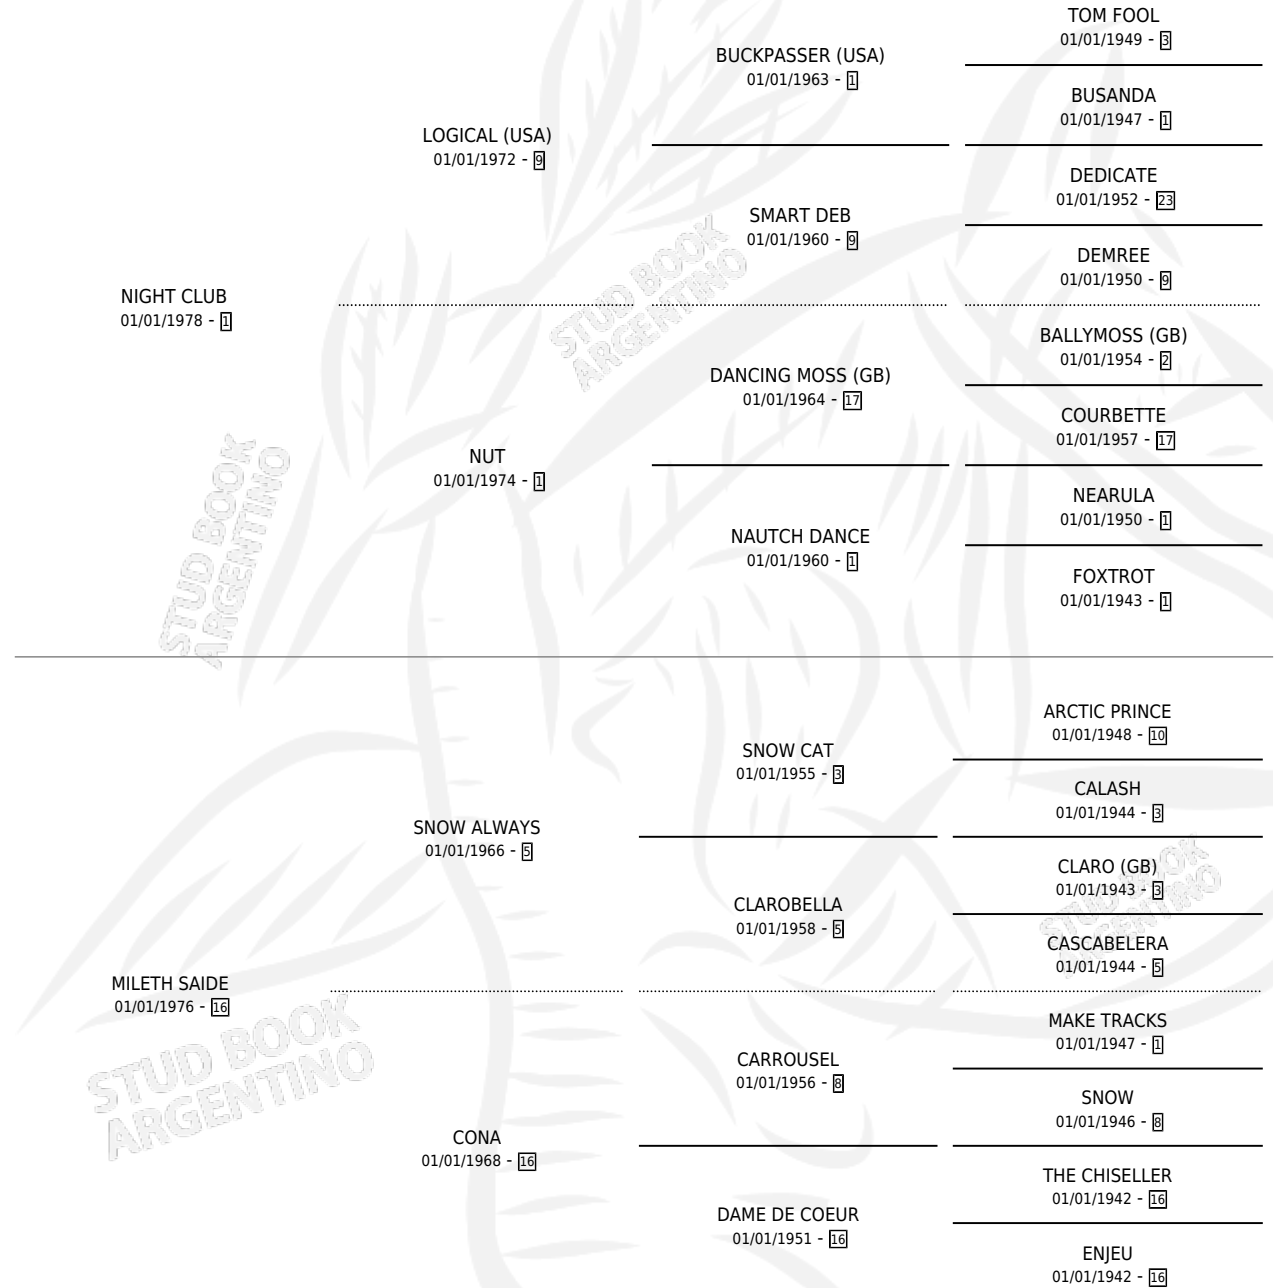 TOM FOOL
01/01/1949 - 3
BUCKPASSER (USA)
01/01/1963 - 1
BUSANDA
01/01/1947 - 1
LOGICAL (USA)
01/01/1972 - 9
DEDICATE
01/01/1952 - 23
SMART DEB
01/01/1960 - 9
DEMREE
01/01/1950 - 9
NIGHT CLUB
01/01/1978 - 1
BALLYMOSS (GB)
01/01/1954 - 2
DANCING MOSS (GB)
01/01/1964 - 17
COURBETTE
01/01/1957 - 17
NUT
01/01/1974 - 1
NEARULA
01/01/1950 - 1
NAUTCH DANCE
01/01/1960 - 1
FOXTROT
01/01/1943 - 1
STUD BOOK
ARGENTINO
STUD BOOK
ARGENTINO
ARCTIC PRINCE
01/01/1948 - 10
SNOW CAT
01/01/1955 - 3
CALASH
01/01/1944 - 3
SNOW ALWAYS
01/01/1966 - 5
CLARO (GB)
01/01/1943 - 3
CLAROBELLA
01/01/1958 - 5
CASCABELERA
01/01/1944 - 5
STUD BOOK
ARGENTINO
MILETH SAIDE
01/01/1976 - 16
MAKE TRACKS
01/01/1947 - 1
CARROUSEL
01/01/1956 - 8
SNOW
01/01/1946 - 8
STUD BOOK
ARGENTINO
CONA
01/01/1968 - 16
THE CHISELLER
01/01/1942 - 16
DAME DE COEUR
01/01/1951 - 16
ENJEU
01/01/1942 - 16